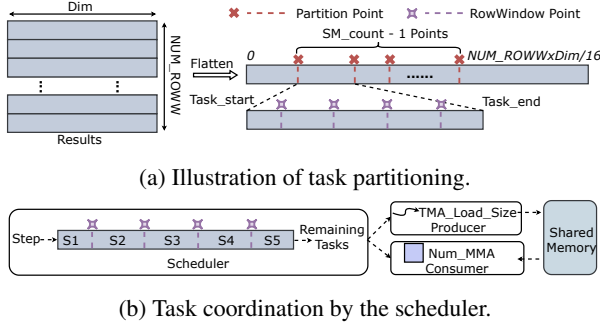 Dim
NUM_ROWW
Results
Flatten
Partition Point
RowWindow Point
SM_count - 1 Points
0
NUM_ROWWxDim/16
......
Task_start
Task_end
(a) Illustration of task partitioning.
Step
S1 S2 S3 S4 S5
Remaining
Tasks
Scheduler
TMA_Load_Size
Producer
Num_MMA
Consumer
Shared
Memory
(b) Task coordination by the scheduler.